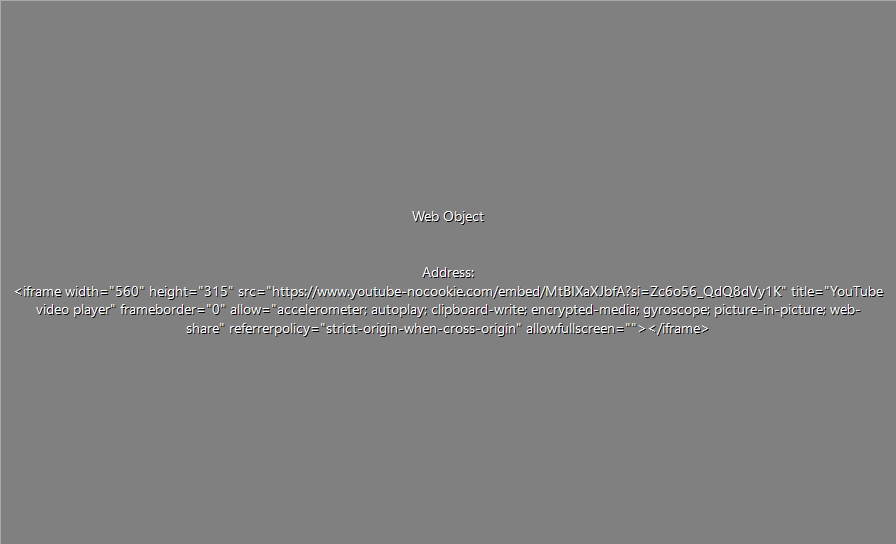 Web Object
Address:
<iframe width="560" height="315" src="https://www.youtube-nocookie.com/embed/MtBIXaXJbfA?si=Zc6o56_QdQ8dVy1K" title="YouTube
video player" frameborder="0" allow="accelerometer; autoplay; clipboard-write; encrypted-media; gyroscope; picture-in-picture; web-
share" referrerpolicy="strict-origin-when-cross-origin" allowfullscreen=""></iframe>